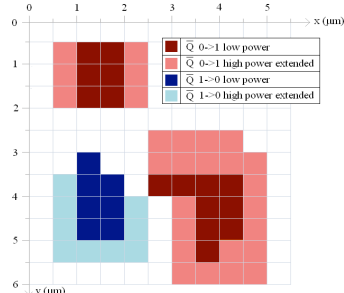 0 1 2 3 4 5 x (μm)
0
Q̅ 0->1 low power
Q̅ 0->1 high power extended
1
Q̅ 1->0 low power
Q̅ 1->0 high power extended
2
3
4
5
6
y (μm)